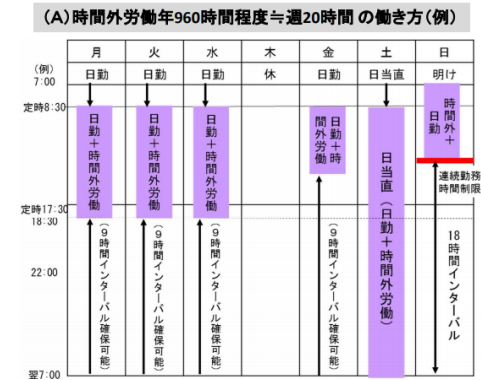 (A)時間外労働年960時間程度≒週20時間 の働き方(例)
月 火 水 木 金 土 日
(例) 日勤 日勤 日勤 休 日勤 日当直 明け
7:00
定時8:30
定時17:30
18:30
22:00
翌7:00
日勤＋時間外労働
(９時間インターバル確保可能)
日勤＋時間外労働
(９時間インターバル確保可能)
日勤＋時間外労働
(９時間インターバル確保可能)
日勤＋時
間外労働
(９時間インターバル確保可能)
日当直(日勤＋時間外労働)
時間外＋
日勤
連続勤務
時間制限
18時間インターバル